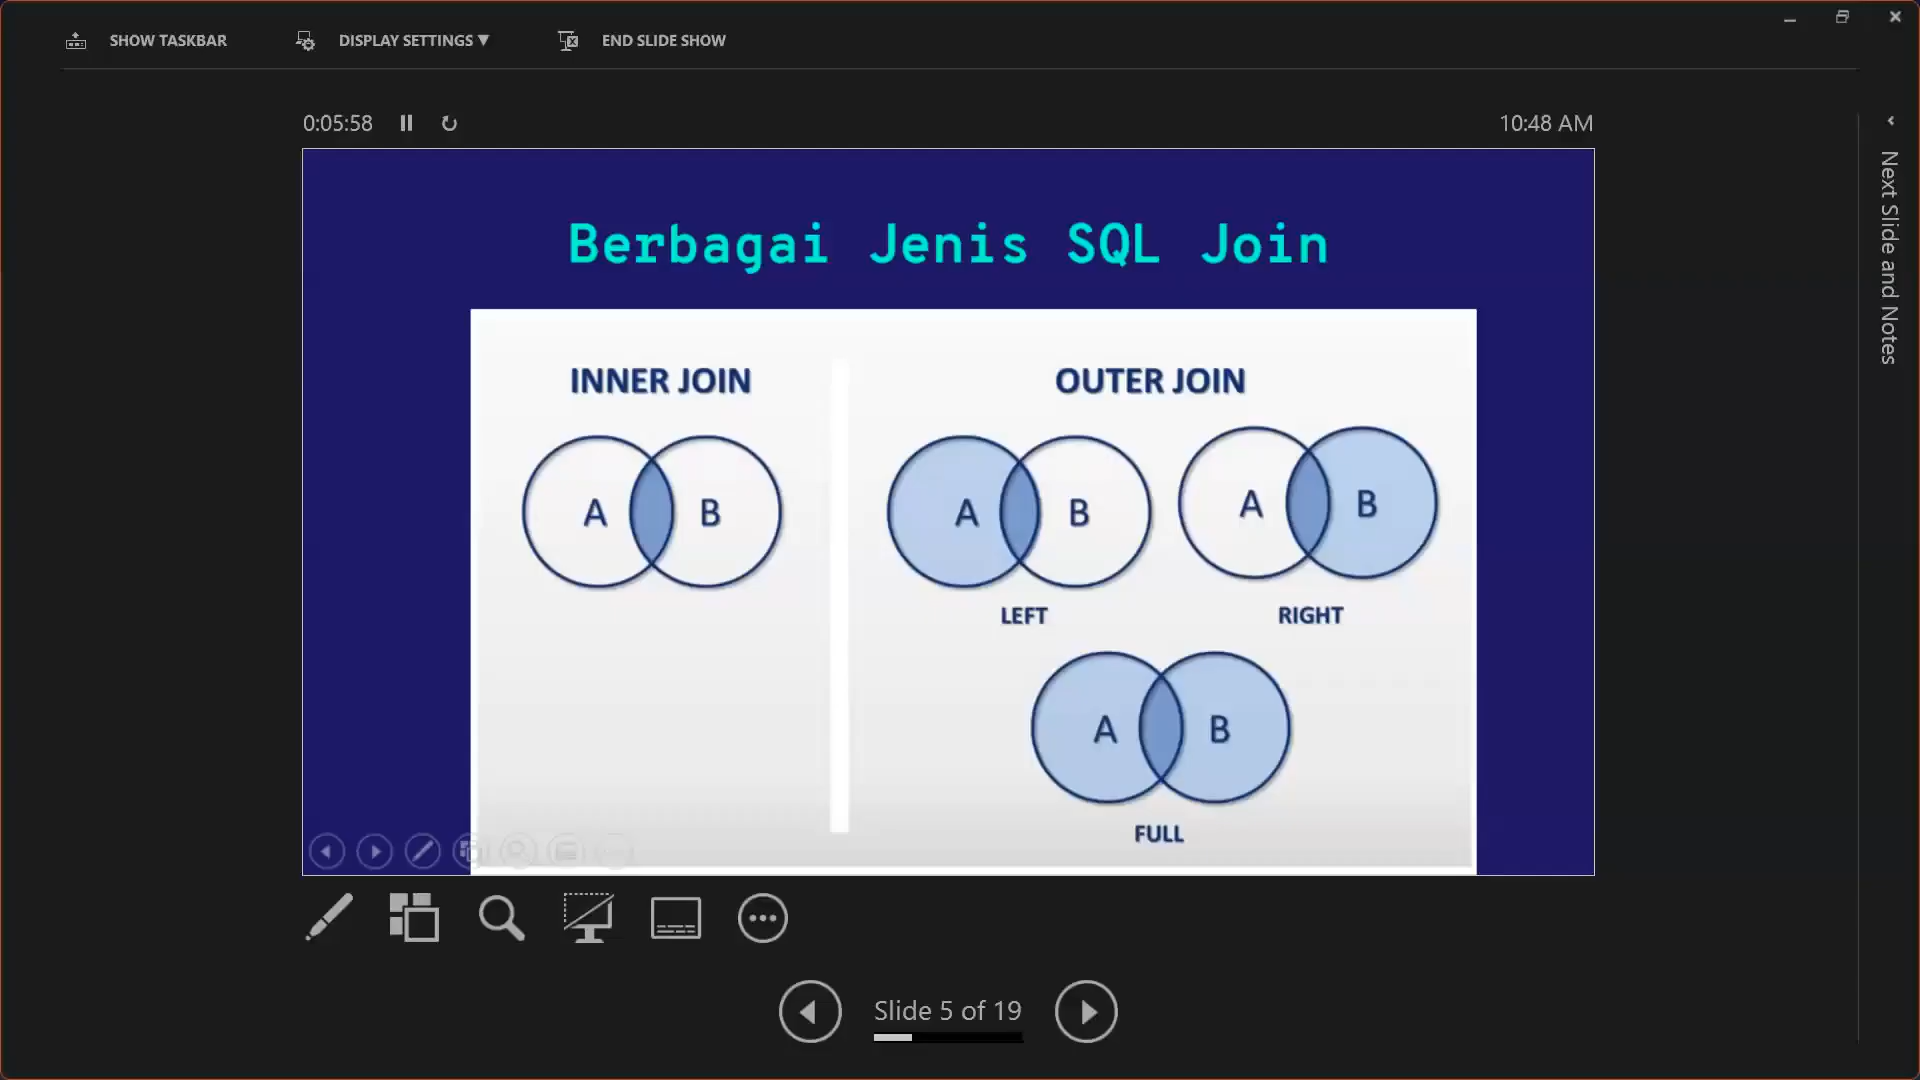 SHOW TASKBAR
DISPLAY SETTINGS ▼
END SLIDE SHOW
0:05:58
10:48 AM
Next Slide and Notes
Berbagai Jenis SQL Join
INNER JOIN
OUTER JOIN
A B
A B
A B
LEFT
RIGHT
A B
FULL
Slide 5 of 19